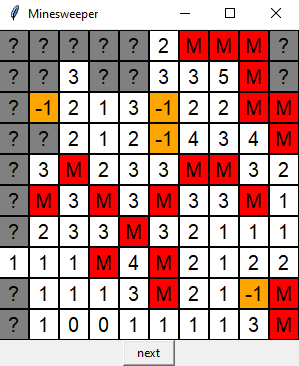 Minesweeper
? ? ? ? ? 2 M M M ?
? ? 3 ? ? 3 3 5 M ?
? -1 2 1 3 -1 2 2 M M
? ? 2 1 2 -1 4 3 4 M
? 3 M 2 3 3 M M 3 2
? M 3 M 3 M 3 3 M 1
? 2 3 3 M 3 2 1 1 1
1 1 1 M 4 M 2 1 2 2
? 1 1 1 3 M 2 1 -1 M
? 1 0 0 1 1 1 1 3 M
next